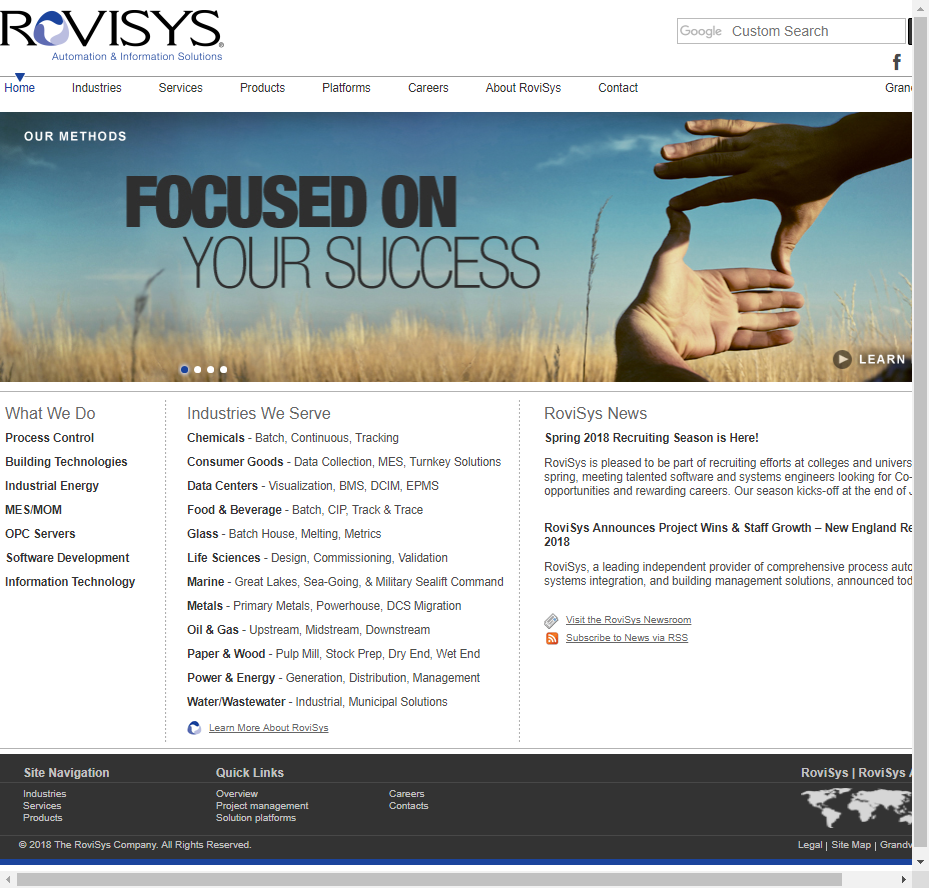 ROVISYS
Automation & Information Solutions
Google Custom Search
Home Industries Services Products Platforms Careers About RoviSys Contact
OUR METHODS
FOCUSED ON
YOUR SUCCESS
LEARN
What We Do
Process Control
Building Technologies
Industrial Energy
MES/MOM
OPC Servers
Software Development
Information Technology
Industries We Serve
Chemicals - Batch, Continuous, Tracking
Consumer Goods - Data Collection, MES, Turnkey Solutions
Data Centers - Visualization, BMS, DCIM, EPMS
Food & Beverage - Batch, CIP, Track & Trace
Glass - Batch House, Melting, Metrics
Life Sciences - Design, Commissioning, Validation
Marine - Great Lakes, Sea-Going, & Military Sealift Command
Metals - Primary Metals, Powerhouse, DCS Migration
Oil & Gas - Upstream, Midstream, Downstream
Paper & Wood - Pulp Mill, Stock Prep, Dry End, Wet End
Power & Energy - Generation, Distribution, Management
Water/Wastewater - Industrial, Municipal Solutions
Learn More About RoviSys
RoviSys News
Spring 2018 Recruiting Season is Here!
RoviSys is pleased to be part of recruiting efforts at colleges and univers
spring, meeting talented software and systems engineers looking for Co-
opportunities and rewarding careers. Our season kicks-off at the end of
RoviSys Announces Project Wins & Staff Growth – New England Re
2018
RoviSys, a leading independent provider of comprehensive process auto
systems integration, and building management solutions, announced tod
Visit the RoviSys Newsroom
Subscribe to News via RSS
Site Navigation
Industries
Services
Products
Quick Links
Overview
Project management
Solution platforms
Careers
Contacts
RoviSys | RoviSys A
© 2018 The RoviSys Company. All Rights Reserved.
Legal | Site Map | Grandv